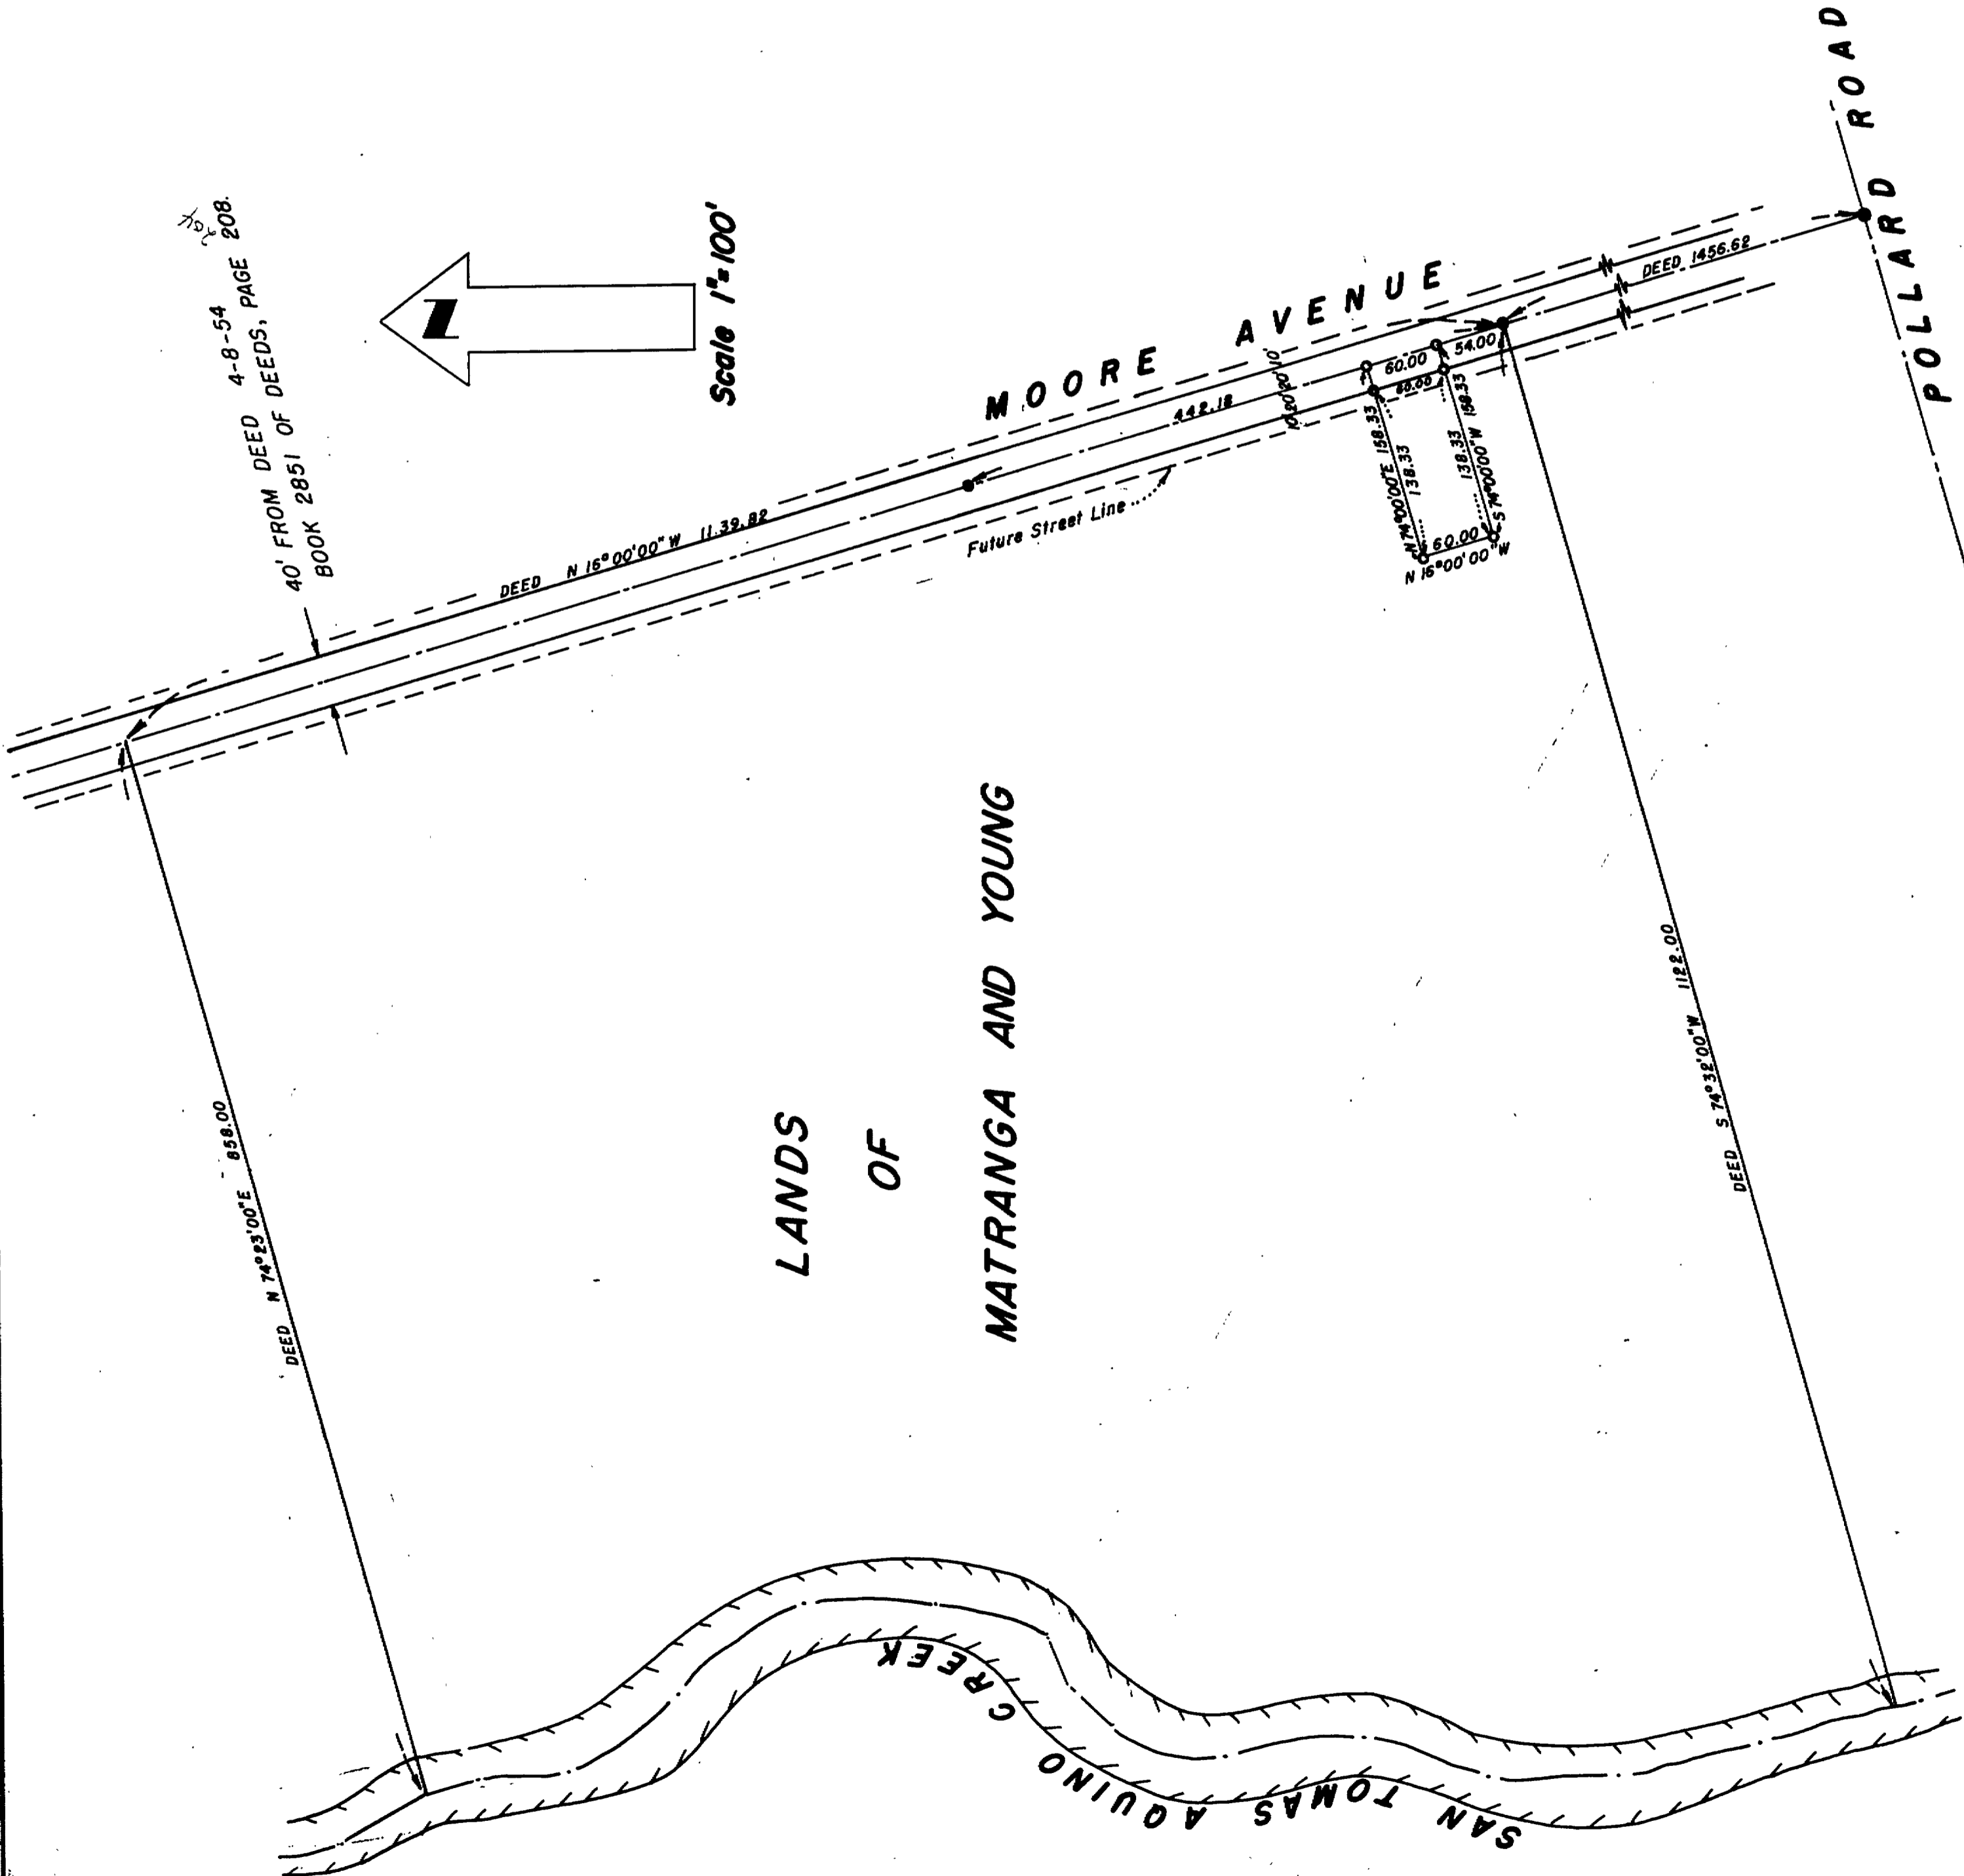 40' FROM DEED 4-8-54
BOOK 2851 OF DEEDS, PAGE 208.
N
Scale 1"=100'
MOORE AVENUE
DEED N 16°00'00" W 1139.82
442.18
10' 20' 20' 10'
Future Street Line
60.00
54.00
60.00
N 74°00'00" E 158.33
138.33
138.33
S 74°00'00" W 158.33
60.00
N 16°00'00" W
DEED 1456.62
POLLARD ROAD
DEED N 74°23'00" E 858.00
LANDS
OF
MATRANGA AND YOUNG
DEED S 74°32'00" W 1122.00
SAN TOMAS AQUINO CREEK